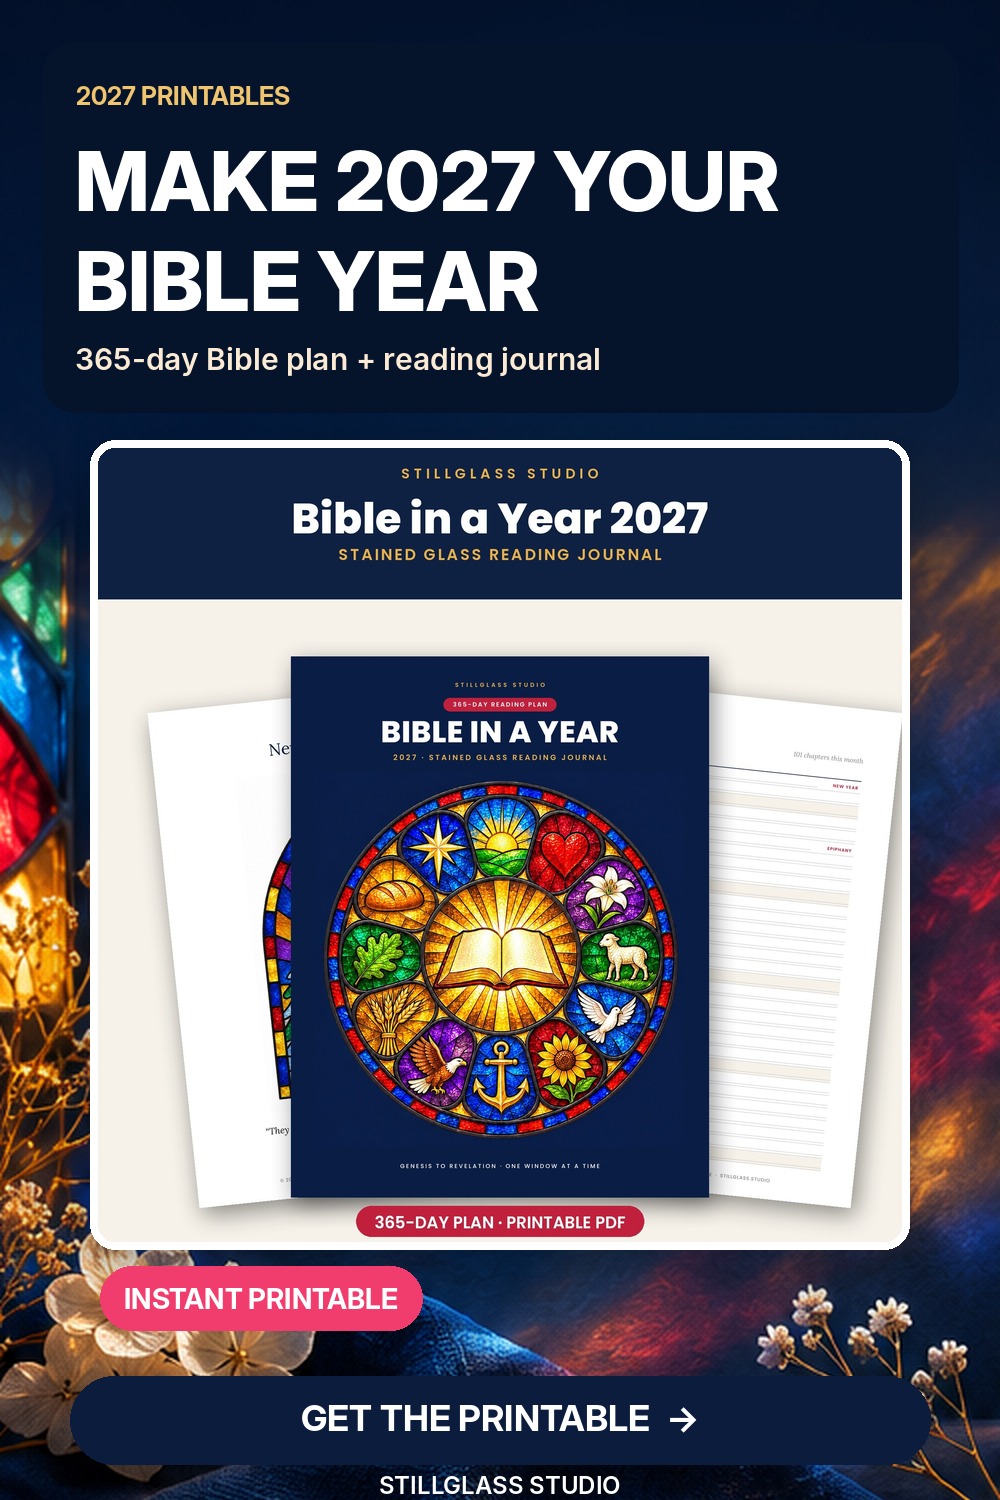 2027 PRINTABLES
MAKE 2027 YOUR
BIBLE YEAR
365-day Bible plan + reading journal
STILLGLASS STUDIO
Bible in a Year 2027
STAINED GLASS READING JOURNAL
STILLGLASS STUDIO
365-DAY READING PLAN
BIBLE IN A YEAR
2027 · STAINED GLASS READING JOURNAL
101 chapters this month
NEW YEAR
EPIPHANY
"They
GENESIS TO REVELATION · ONE WINDOW AT A TIME
STILLGLASS.STUDIO
365-DAY PLAN · PRINTABLE PDF
INSTANT PRINTABLE
GET THE PRINTABLE →
STILLGLASS STUDIO